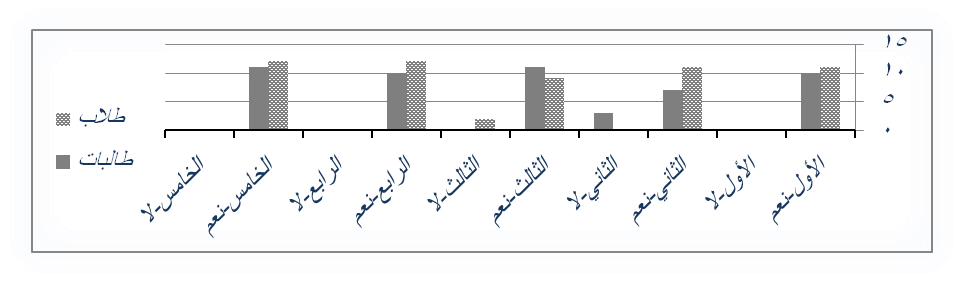 ١٥
١٠
٥
٠
الأول-نعم
الأول-لا
الثاني-نعم
الثاني-لا
الثالث-نعم
الثالث-لا
الرابع-نعم
الرابع-لا
الخامس-نعم
الخامس-لا
طلاب
طالبات